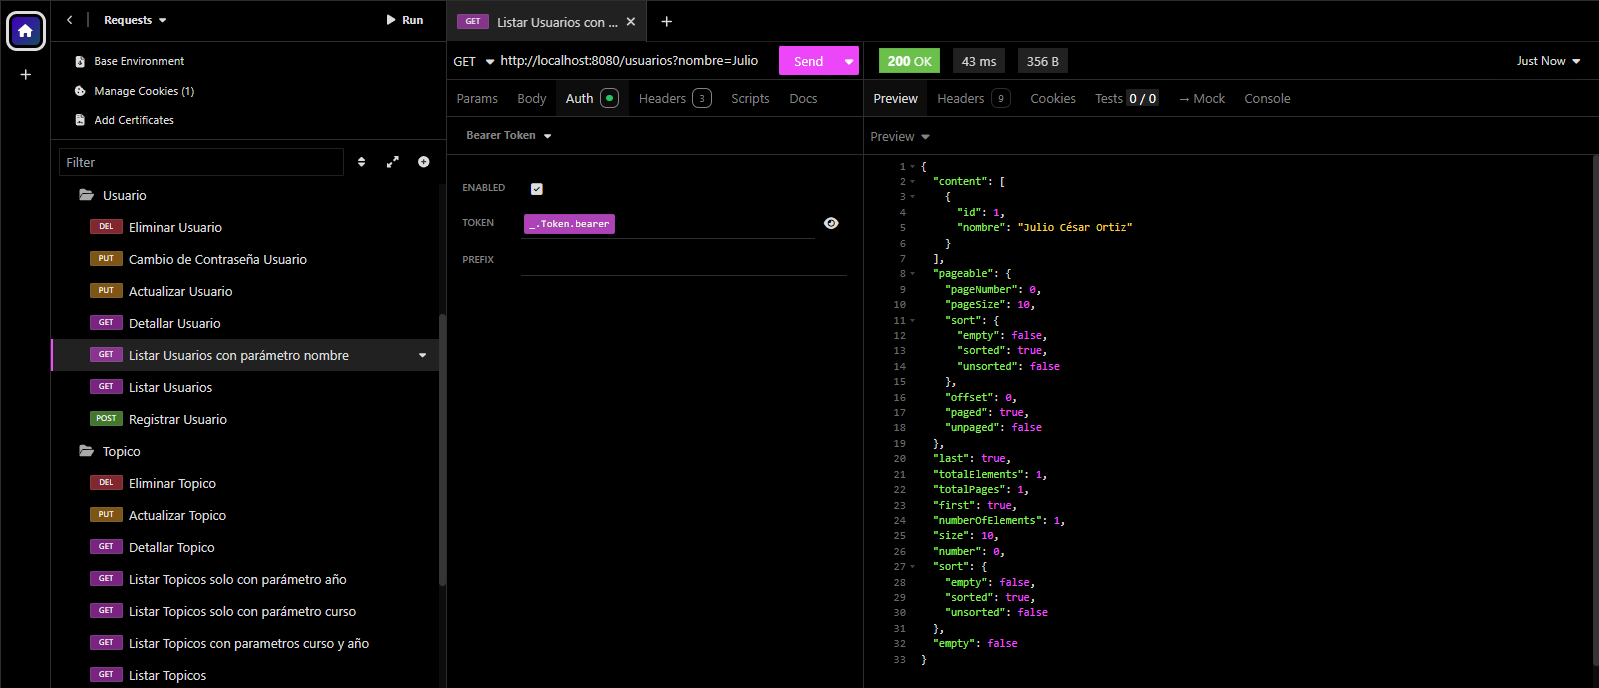 Requests
Run
Base Environment
Manage Cookies (1)
Add Certificates
Filter
Usuario
DEL Eliminar Usuario
PUT Cambio de Contraseña Usuario
PUT Actualizar Usuario
GET Detallar Usuario
GET Listar Usuarios con parámetro nombre
GET Listar Usuarios
POST Registrar Usuario
Topico
DEL Eliminar Topico
PUT Actualizar Topico
GET Detallar Topico
GET Listar Topicos solo con parámetro año
GET Listar Topicos solo con parámetro curso
GET Listar Topicos con parametros curso y año
GET Listar Topicos
GET Listar Usuarios con ...
GET http://localhost:8080/usuarios?nombre=Julio Send
Params Body Auth Headers 3 Scripts Docs
Bearer Token
ENABLED
TOKEN _.Token.bearer
PREFIX
200 OK 43 ms 356 B Just Now
Preview Headers 9 Cookies Tests 0 / 0 → Mock Console
Preview
1 {
2 "content": [
3 {
4 "id": 1,
5 "nombre": "Julio César Ortiz"
6 }
7 ],
8 "pageable": {
9 "pageNumber": 0,
10 "pageSize": 10,
11 "sort": {
12 "empty": false,
13 "sorted": true,
14 "unsorted": false
15 },
16 "offset": 0,
17 "paged": true,
18 "unpaged": false
19 },
20 "last": true,
21 "totalElements": 1,
22 "totalPages": 1,
23 "first": true,
24 "numberOfElements": 1,
25 "size": 10,
26 "number": 0,
27 "sort": {
28 "empty": false,
29 "sorted": true,
30 "unsorted": false
31 },
32 "empty": false
33 }